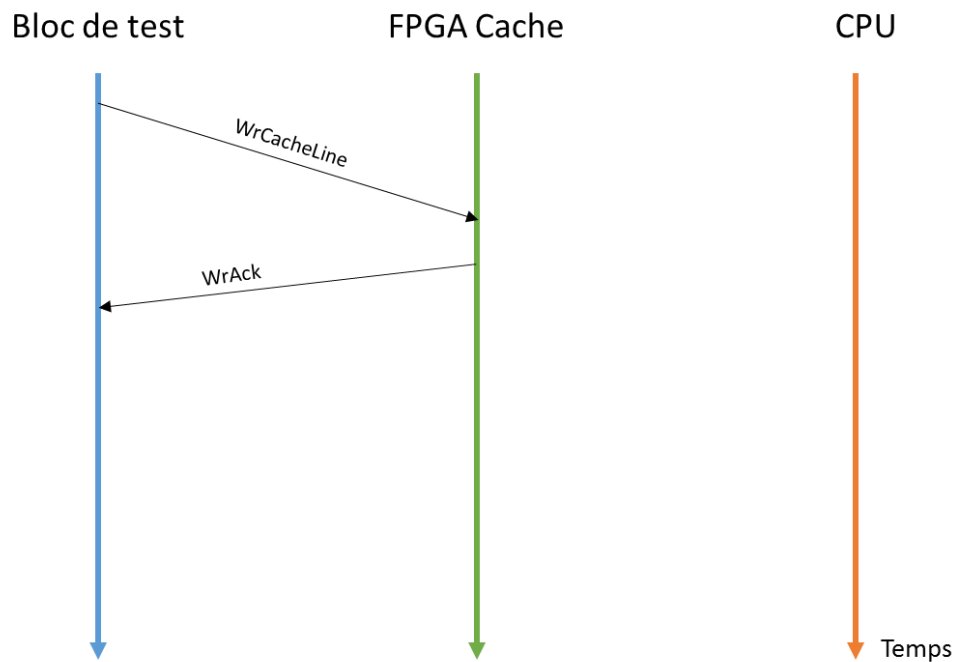 Bloc de test
FPGA Cache
CPU
WrCacheLine
WrAck
Temps